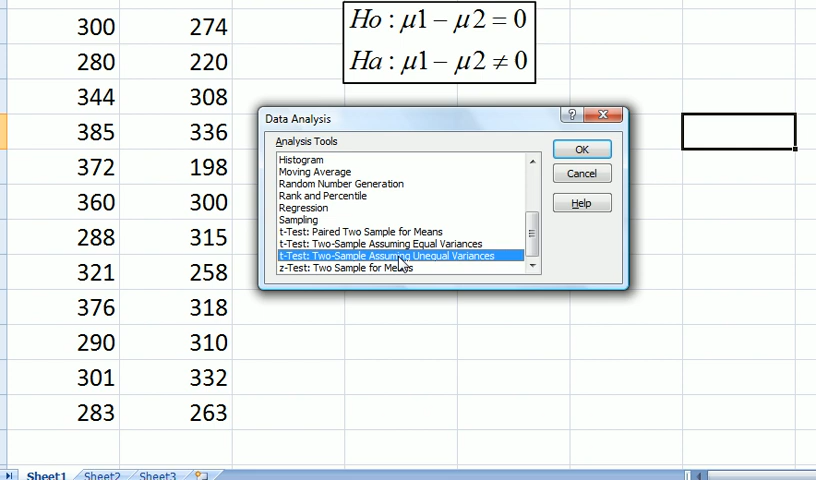 300 274
Ho : μ1 − μ2 = 0
280 220
Ha : μ1 − μ2 ≠ 0
344 308
385 336
372 198
360 300
288 315
321 258
376 318
290 310
301 332
283 263
Data Analysis
?
Analysis Tools
Histogram
Moving Average
Random Number Generation
Rank and Percentile
Regression
Sampling
t-Test: Paired Two Sample for Means
t-Test: Two-Sample Assuming Equal Variances
t-Test: Two-Sample Assuming Unequal Variances
z-Test: Two Sample for Means
OK
Cancel
Help
Sheet1 Sheet2 Sheet3